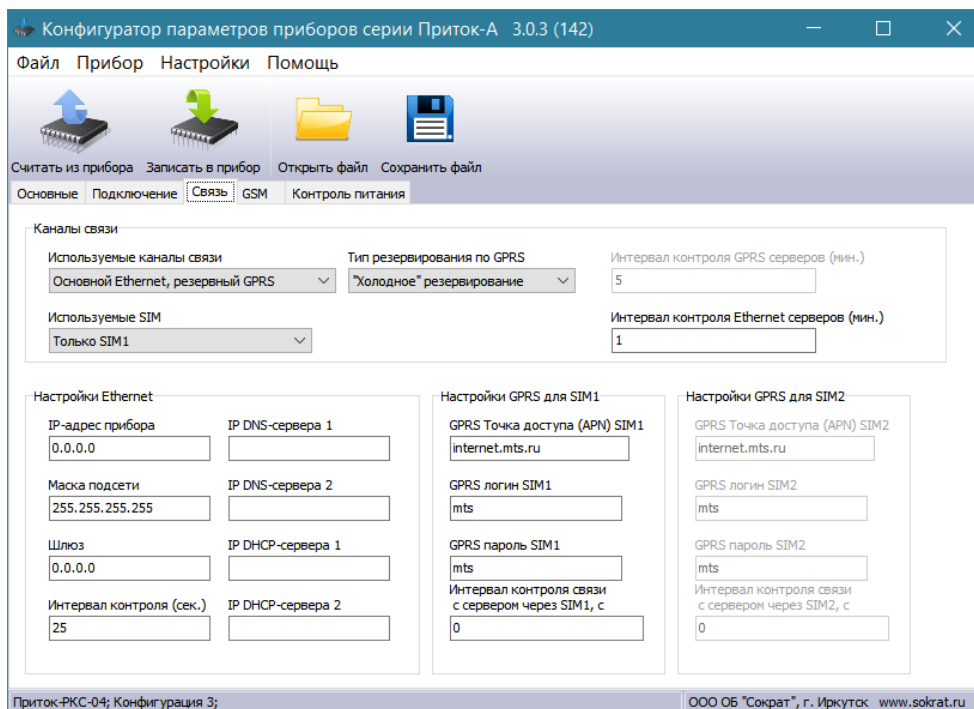 Конфигуратор параметров приборов серии Приток-А 3.0.3 (142)
Файл Прибор Настройки Помощь
Считать из прибора Записать в прибор Открыть файл Сохранить файл
Основные Подключение Связь GSM Контроль питания
Каналы связи
Используемые каналы связи
Основной Ethernet, резервный GPRS
Тип резервирования по GPRS
"Холодное" резервирование
Интервал контроля GPRS серверов (мин.)
5
Используемые SIM
Только SIM1
Интервал контроля Ethernet серверов (мин.)
1
Настройки Ethernet
IP-адрес прибора
0.0.0.0
IP DNS-сервера 1
Маска подсети
255.255.255.255
IP DNS-сервера 2
Шлюз
0.0.0.0
IP DHCP-сервера 1
Интервал контроля (сек.)
25
IP DHCP-сервера 2
Настройки GPRS для SIM1
GPRS Точка доступа (APN) SIM1
internet.mts.ru
GPRS логин SIM1
mts
GPRS пароль SIM1
mts
Интервал контроля связи
с сервером через SIM1, с
0
Настройки GPRS для SIM2
GPRS Точка доступа (APN) SIM2
internet.mts.ru
GPRS логин SIM2
mts
GPRS пароль SIM2
mts
Интервал контроля связи
с сервером через SIM2, с
0
Приток-РКС-04; Конфигурация 3;
ООО ОБ "Сократ", г. Иркутск www.sokrat.ru